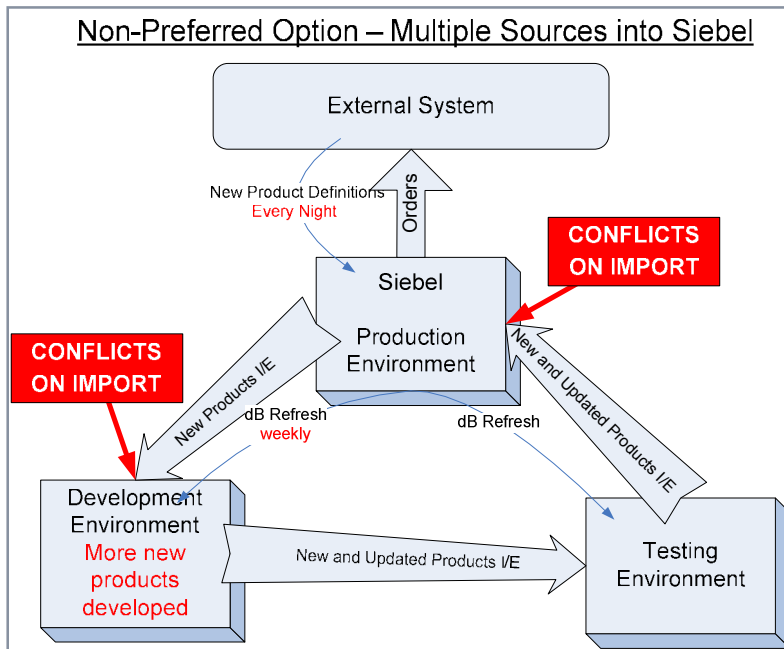 Non-Preferred Option – Multiple Sources into Siebel
External System
New Product Definitions
Every Night
Orders
CONFLICTS
ON IMPORT
Siebel
Production
Environment
CONFLICTS
ON IMPORT
New Products I/E
New and Updated Products I/E
dB Refresh
weekly
dB Refresh
Development
Environment
More new
products
developed
New and Updated Products I/E
Testing
Environment